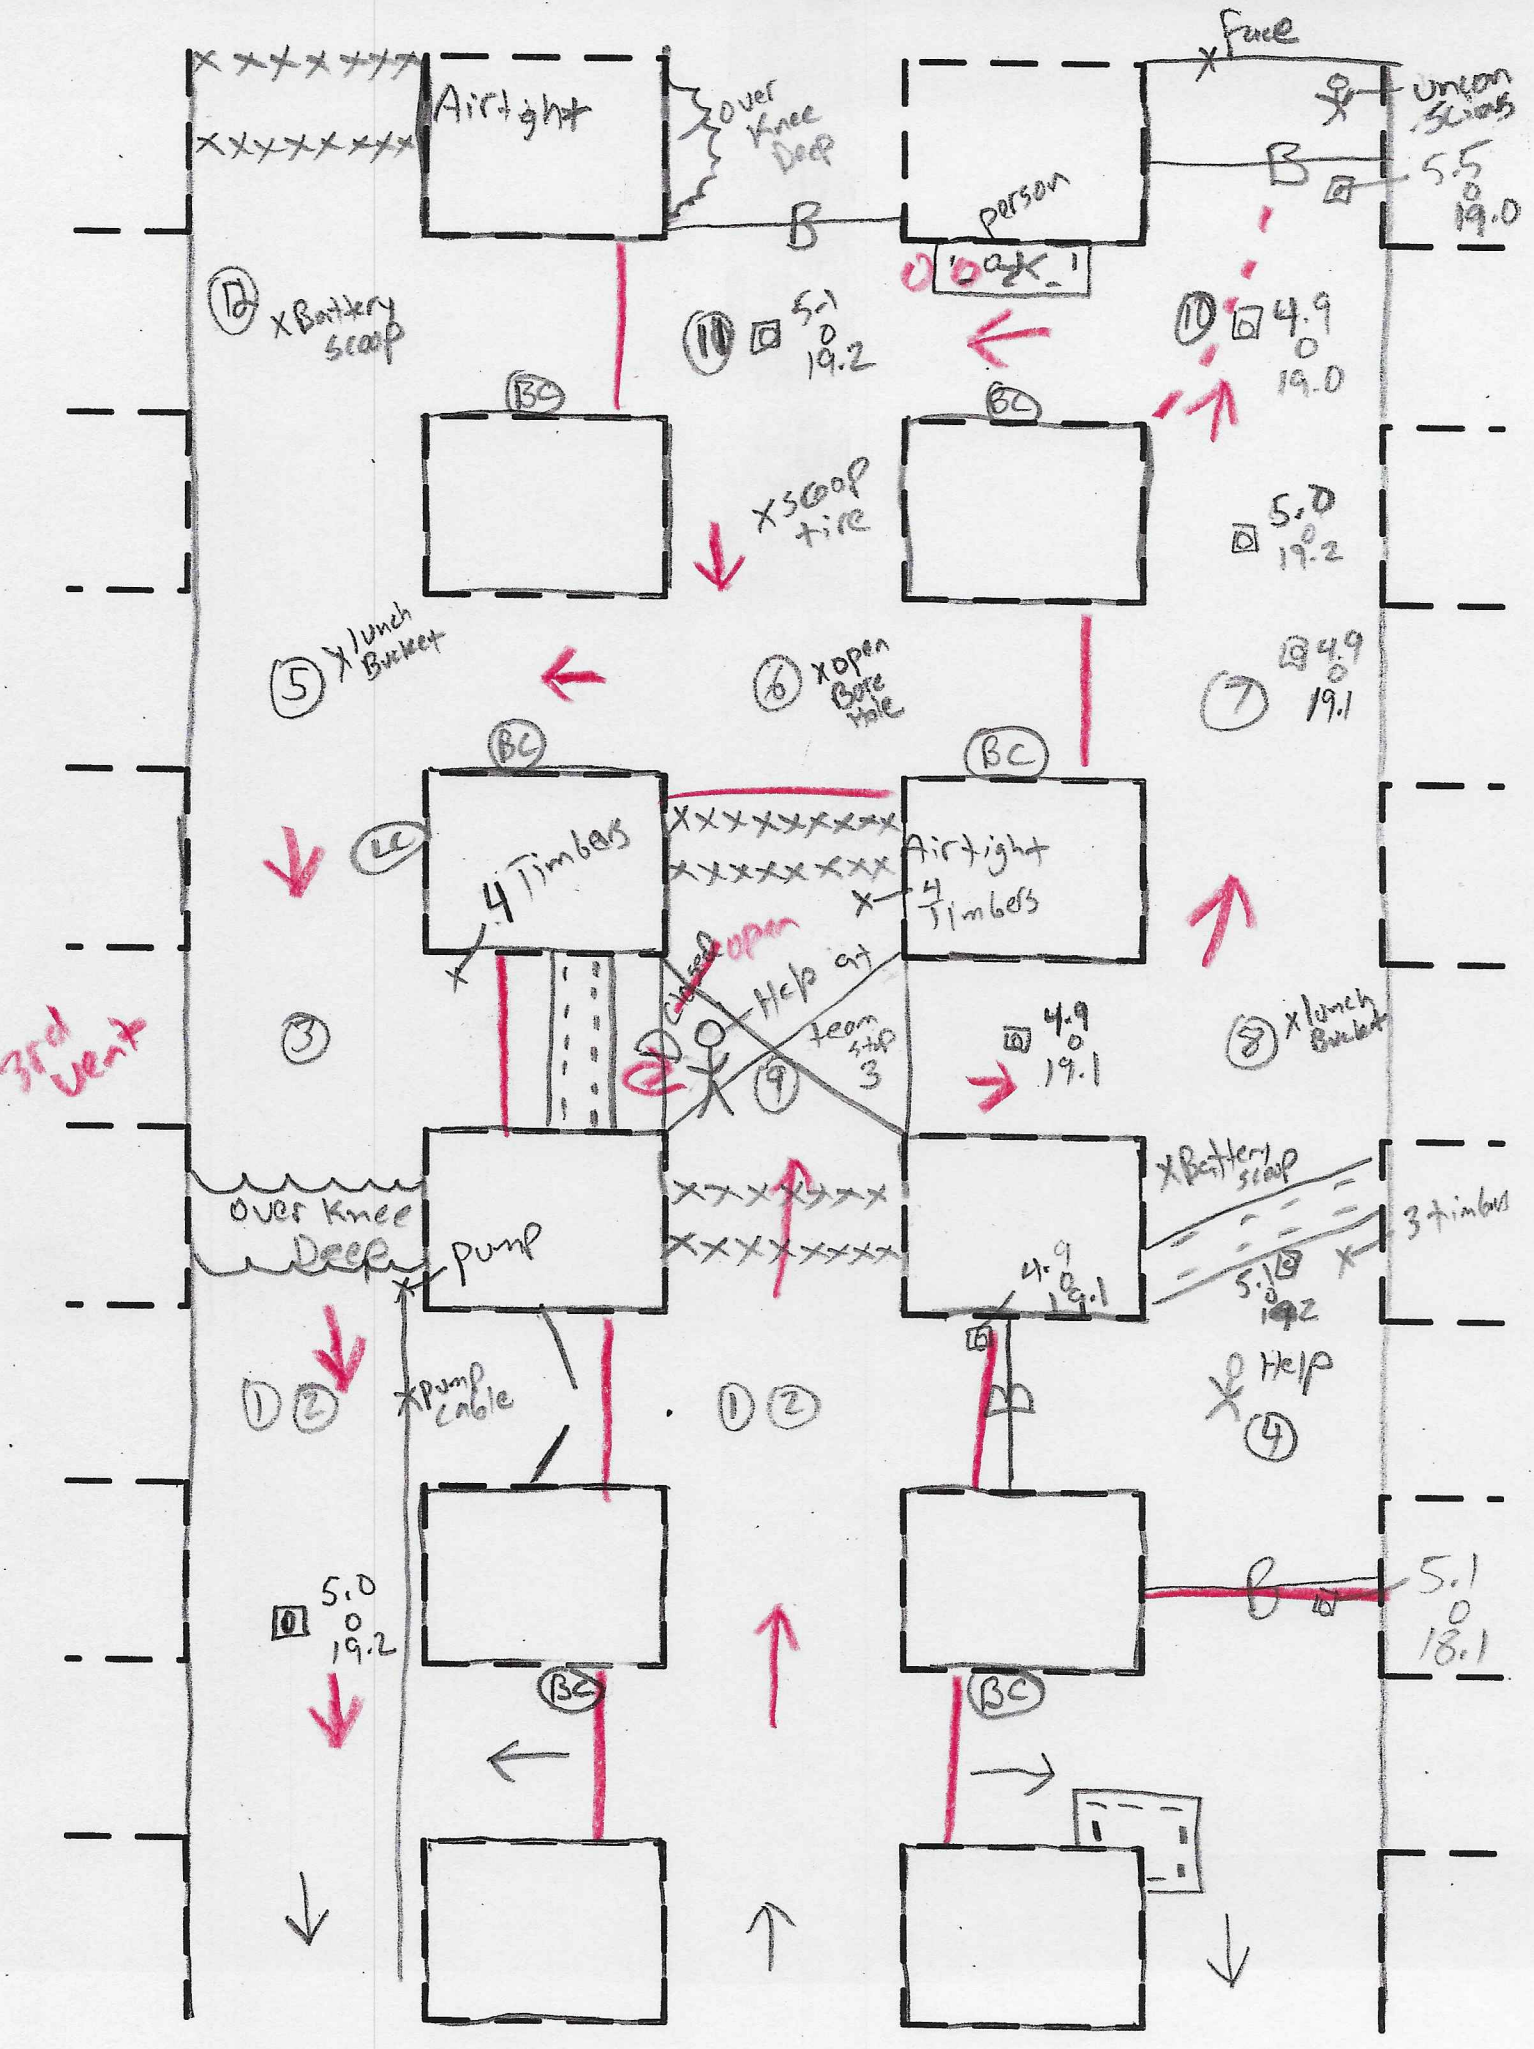 Face
Airtight
over
Knee
Deep
uncon
scious
B
5.5
0
19.0
person
B
12
x Battery
scoop
11
5.1
0
19.2
10
4.9
0
19.0
BC
BC
x scoop
tire
5.0
0
19.2
5
x lunch
Bucket
6
x open
Bore
Hole
7
4.9
0
19.1
BC
BC
4 Timbers
Airtight
4
Timbers
closed
open
Help
team
stop
3
9
3rd
vent
3
4.9
0
19.1
8
x lunch
Bucket
x Battery
scoop
3 timbers
over Knee
Deep
pump
4.9
0
19.1
5.1
0
19.2
Help
4
1 2
x pump
cable
1 2
5.0
0
19.2
B
5.1
0
18.1
BC
BC